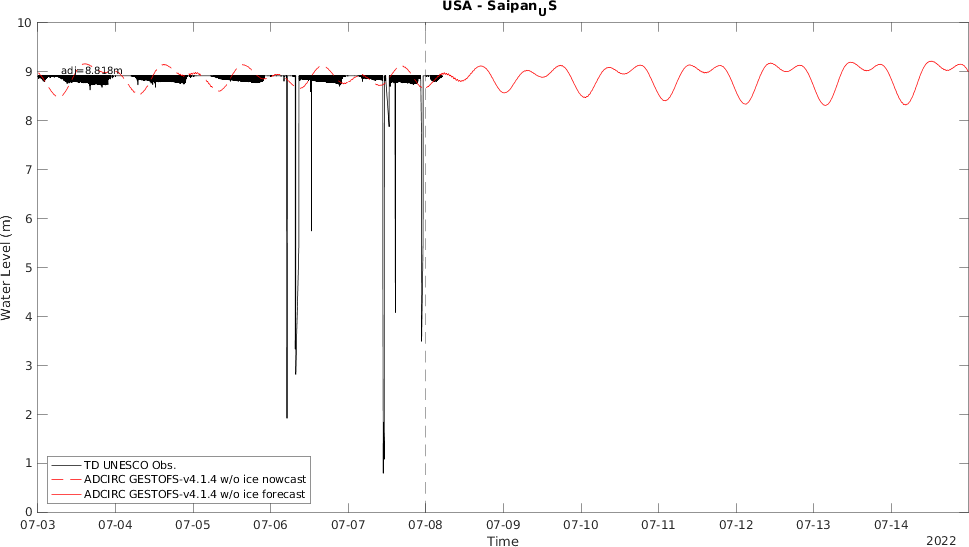 USA - Saipan_US
10
9
8
7
6
5
4
3
2
1
0
Water Level (m)
adj=8.818m
TD UNESCO Obs.
ADCIRC GESTOFS-v4.1.4 w/o ice nowcast
ADCIRC GESTOFS-v4.1.4 w/o ice forecast
07-03 07-04 07-05 07-06 07-07 07-08 07-09 07-10 07-11 07-12 07-13 07-14
Time
2022